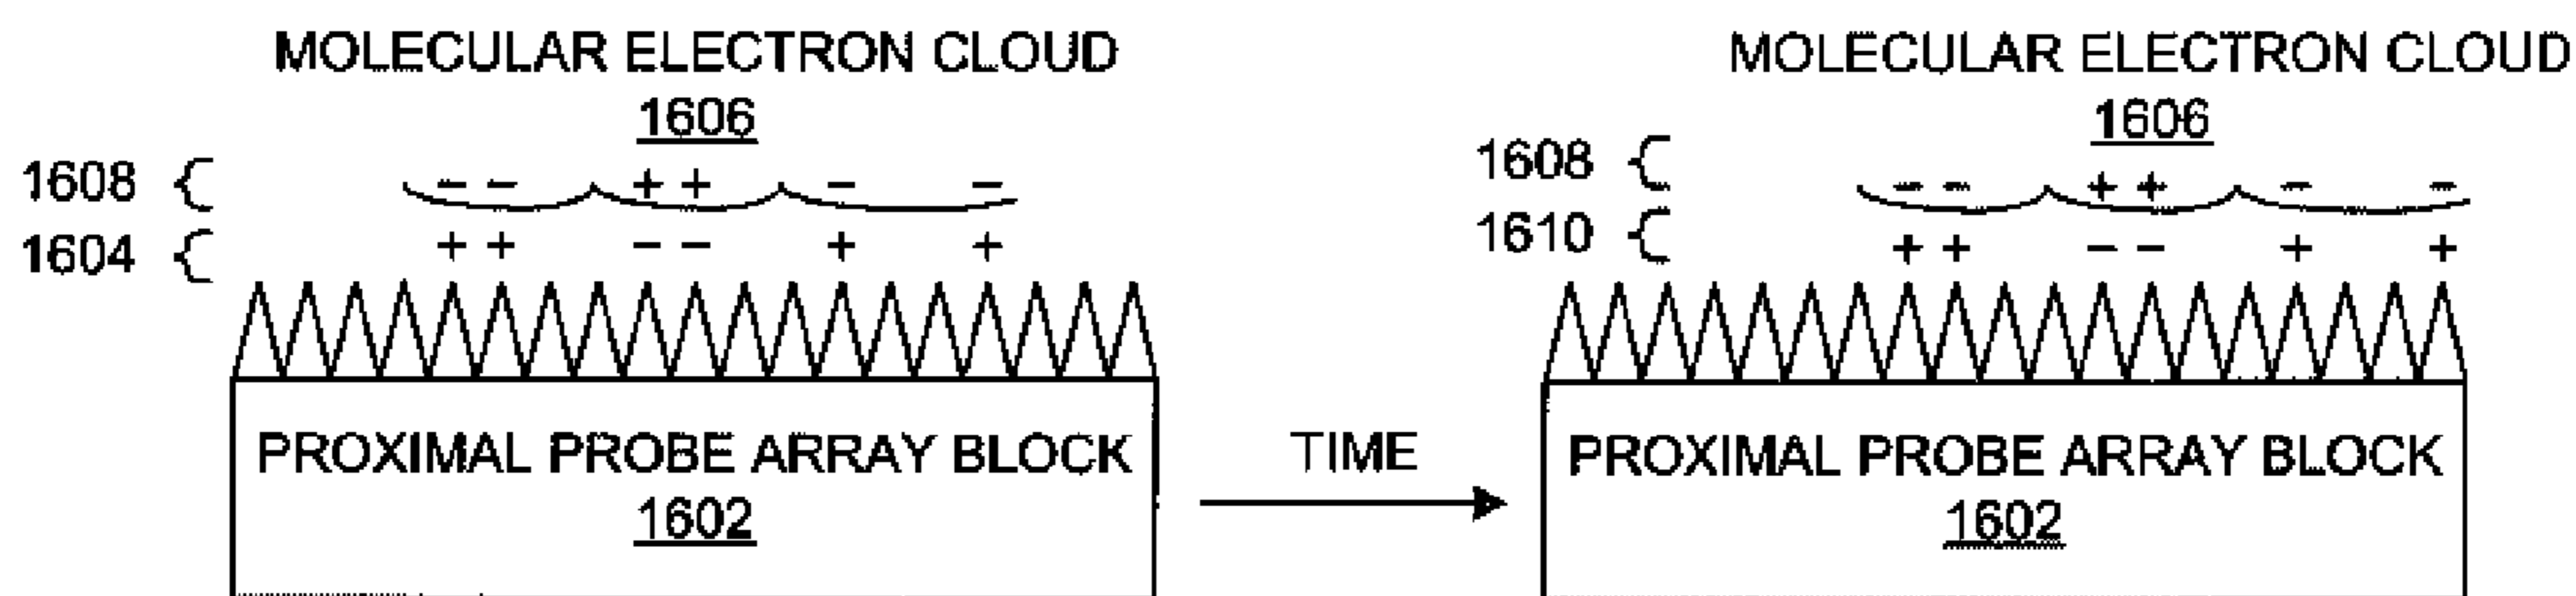 MOLECULAR ELECTRON CLOUD
1606
1608 {
− − + + − −
1604 {
+ + − − + +
PROXIMAL PROBE ARRAY BLOCK
1602
TIME
MOLECULAR ELECTRON CLOUD
1606
1608 {
− − + + − −
1610 {
+ + − − + +
PROXIMAL PROBE ARRAY BLOCK
1602